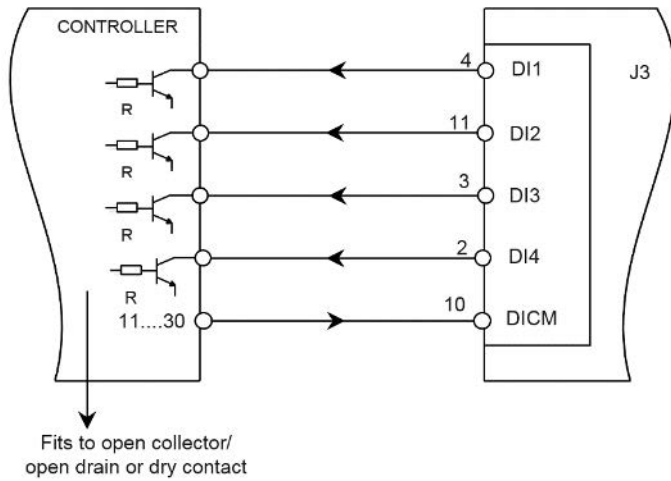 CONTROLLER
J3
R
4
DI1
R
11
DI2
R
3
DI3
R
2
DI4
11....30
10
DICM
Fits to open collector/
open drain or dry contact